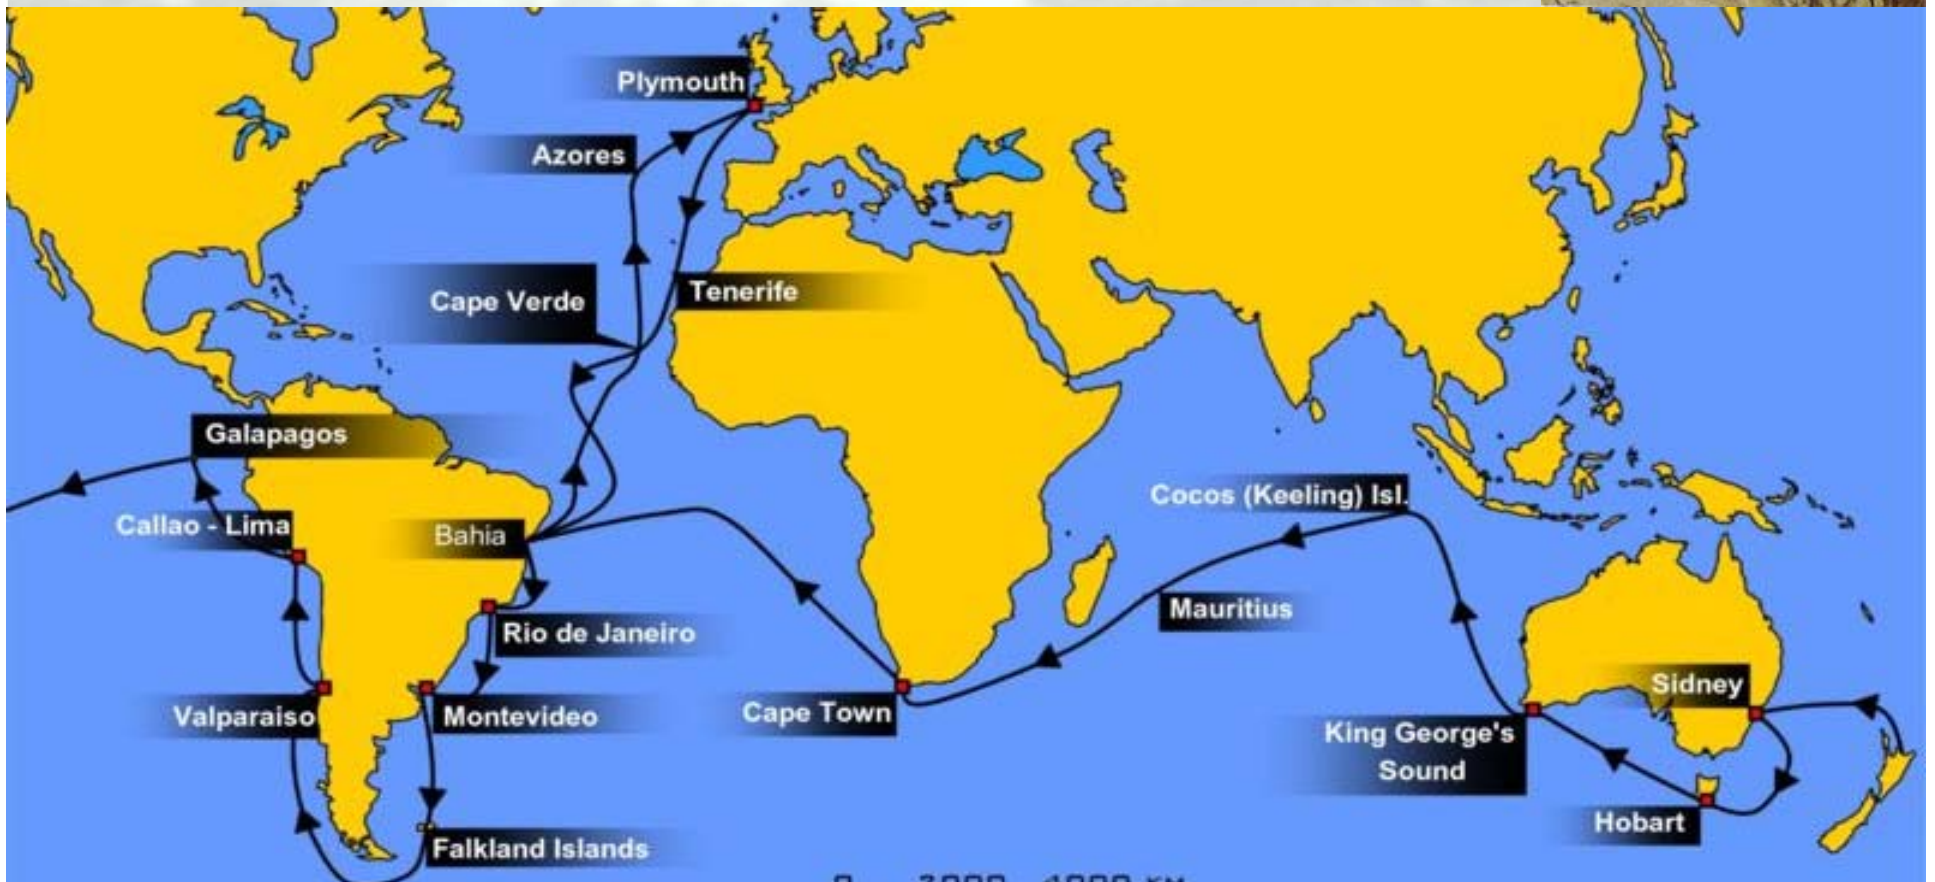 Plymouth
Azores
Cape Verde
Tenerife
Galapagos
Callao - Lima
Bahia
Cocos (Keeling) Isl.
Mauritius
Rio de Janeiro
Valparaiso
Montevideo
Cape Town
Sidney
King George's
Sound
Hobart
Falkland Islands